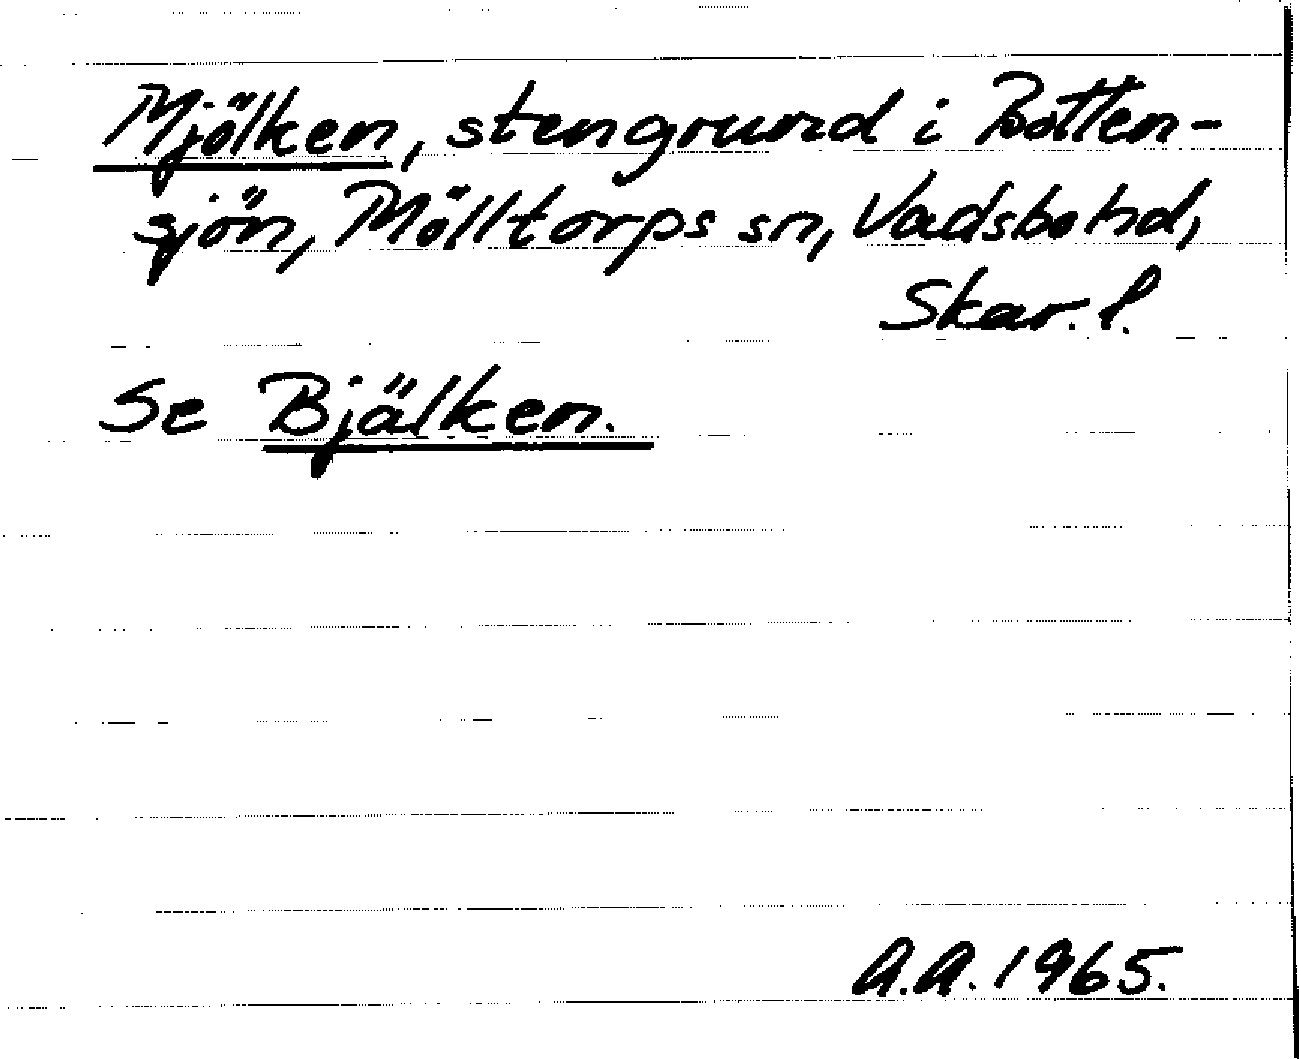 Mjölken, stengrund i Botten-
sjön, Mölltorps sn, Vadsbo hd,
Skar. l.
Se Bjälken.
A.A. 1965.